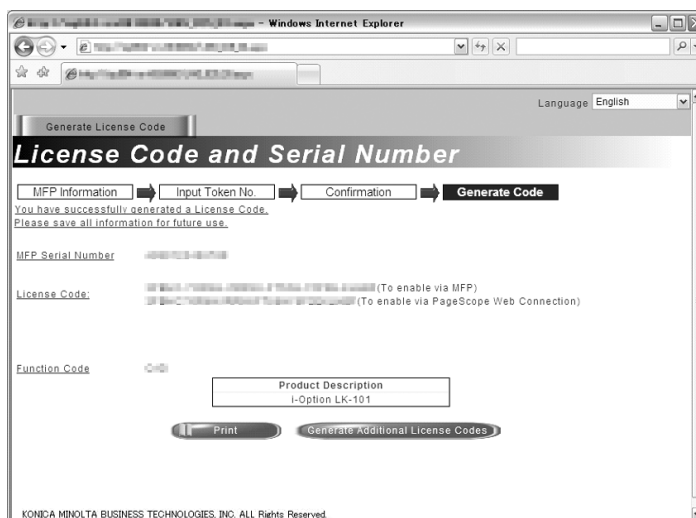 - Windows Internet Explorer
Language English
Generate License Code
License Code and Serial Number
MFP Information Input Token No. Confirmation Generate Code
You have successfully generated a License Code.
Please save all information for future use.
MFP Serial Number
License Code: (To enable via MFP)
(To enable via PageScope Web Connection)
Function Code
Product Description
i-Option LK-101
Print Generate Additional License Codes
KONICA MINOLTA BUSINESS TECHNOLOGIES, INC. ALL Rights Reserved.